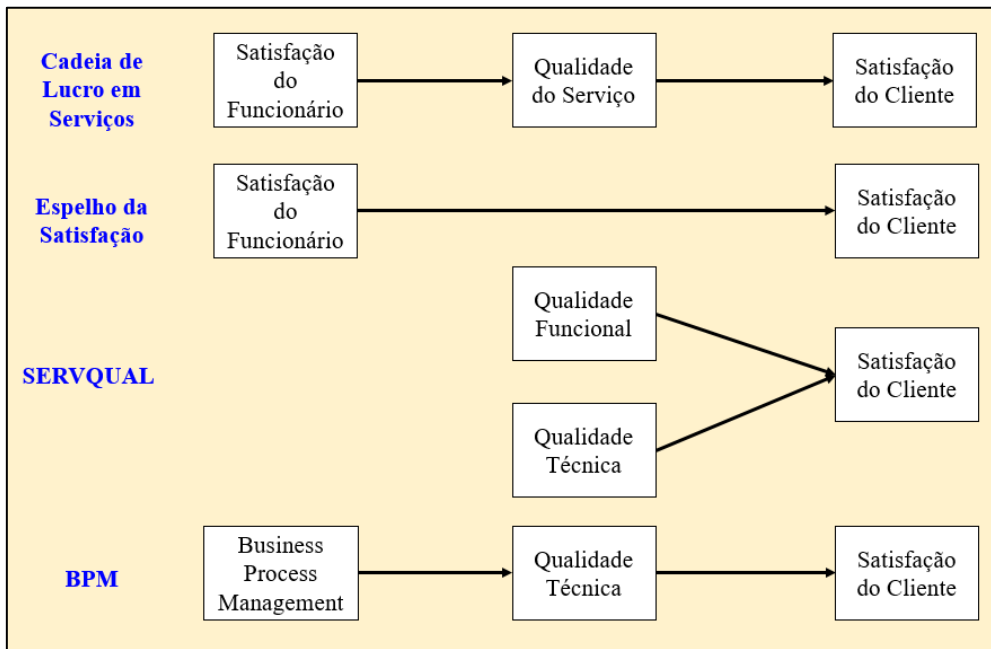 Cadeia de
Lucro em
Serviços
Satisfação
do
Funcionário
Qualidade
do Serviço
Satisfação
do Cliente
Espelho da
Satisfação
Satisfação
do
Funcionário
Satisfação
do Cliente
SERVQUAL
Qualidade
Funcional
Qualidade
Técnica
Satisfação
do Cliente
BPM
Business
Process
Management
Qualidade
Técnica
Satisfação
do Cliente